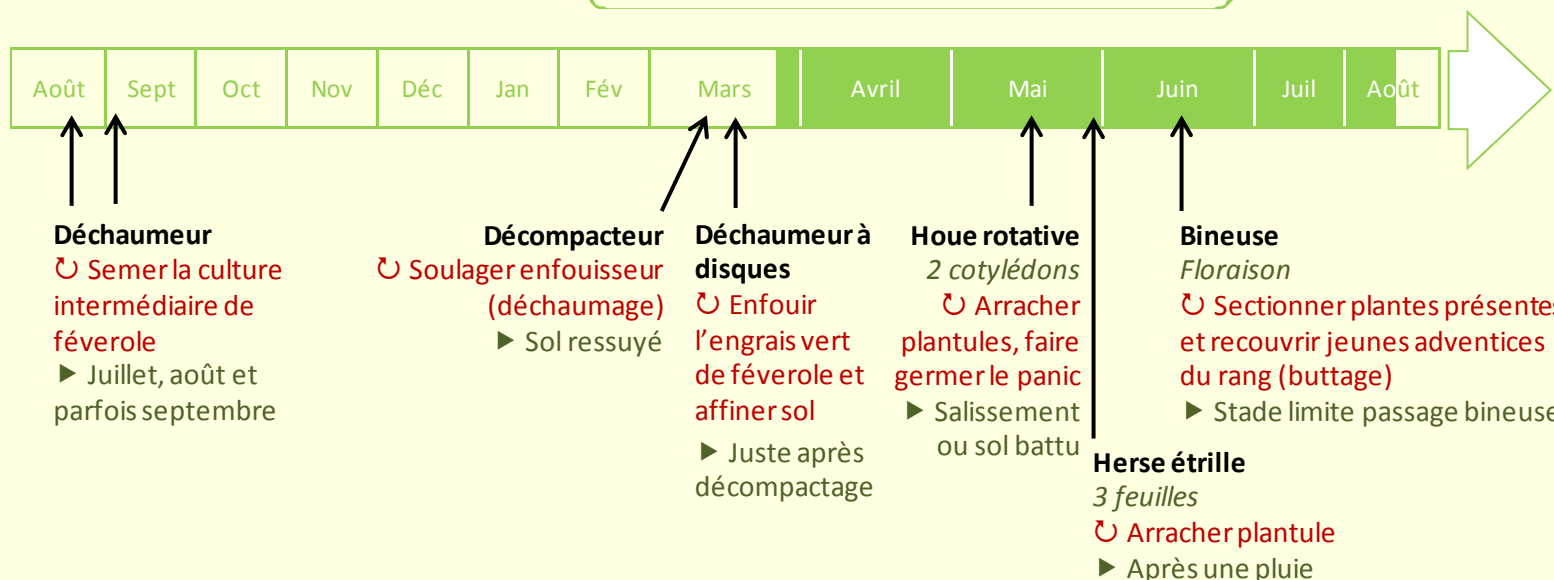 Août Sept Oct Nov Déc Jan Fév Mars Avril Mai Juin Juil Août
Déchaumeur
↻ Semer la culture
intermédiaire de
féverole
► Juillet, août et
parfois septembre
Décompacteur
↻ Soulager enfouisseur
(déchaumage)
► Sol ressuyé
Déchaumeur à
disques
↻ Enfouir
l'engrais vert
de féverole et
affiner sol
► Juste après
décompactage
Houe rotative
2 cotylédons
↻ Arracher
plantules, faire
germer le panic
► Salissement
ou sol battu
Herse étrille
3 feuilles
↻ Arracher plantule
► Après une pluie
Bineuse
Floraison
↻ Sectionner plantes présentes
et recouvrir jeunes adventices
du rang (buttage)
► Stade limite passage bineuse